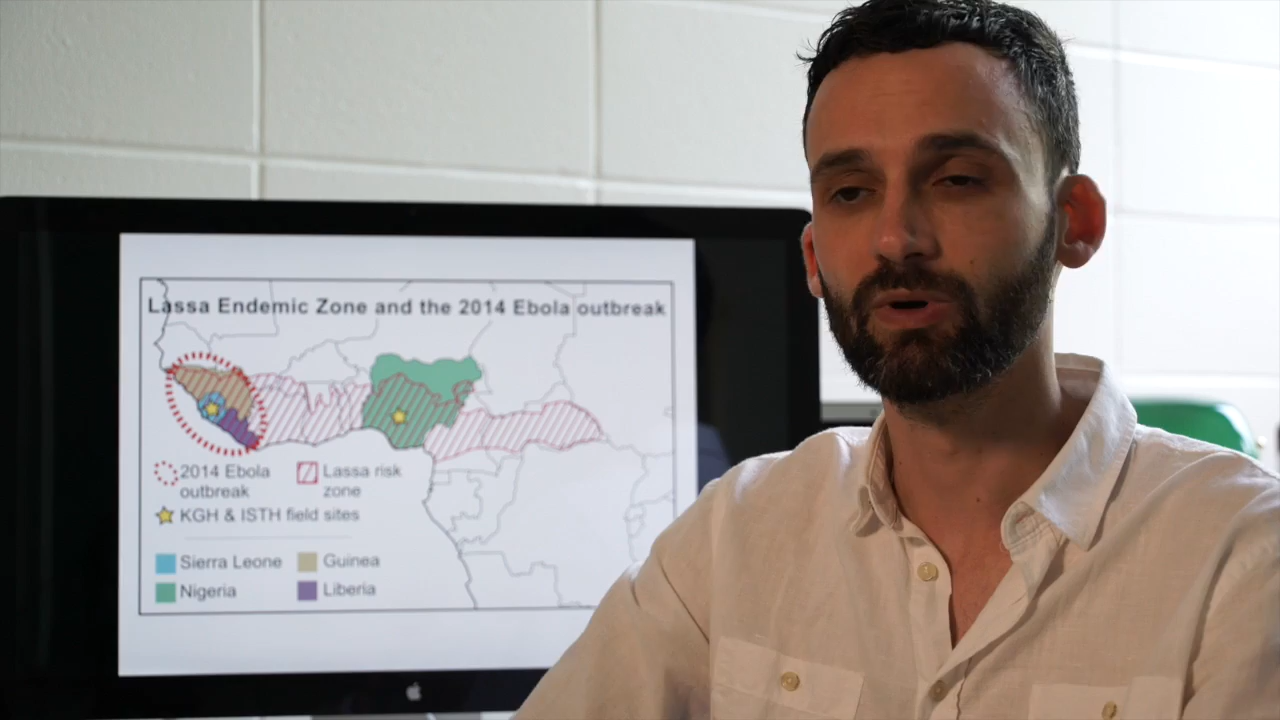 Lassa Endemic Zone and the 2014 Ebola outbreak
2014 Ebola
outbreak
Lassa risk
zone
KGH & ISTH field sites
Sierra Leone
Guinea
Nigeria
Liberia